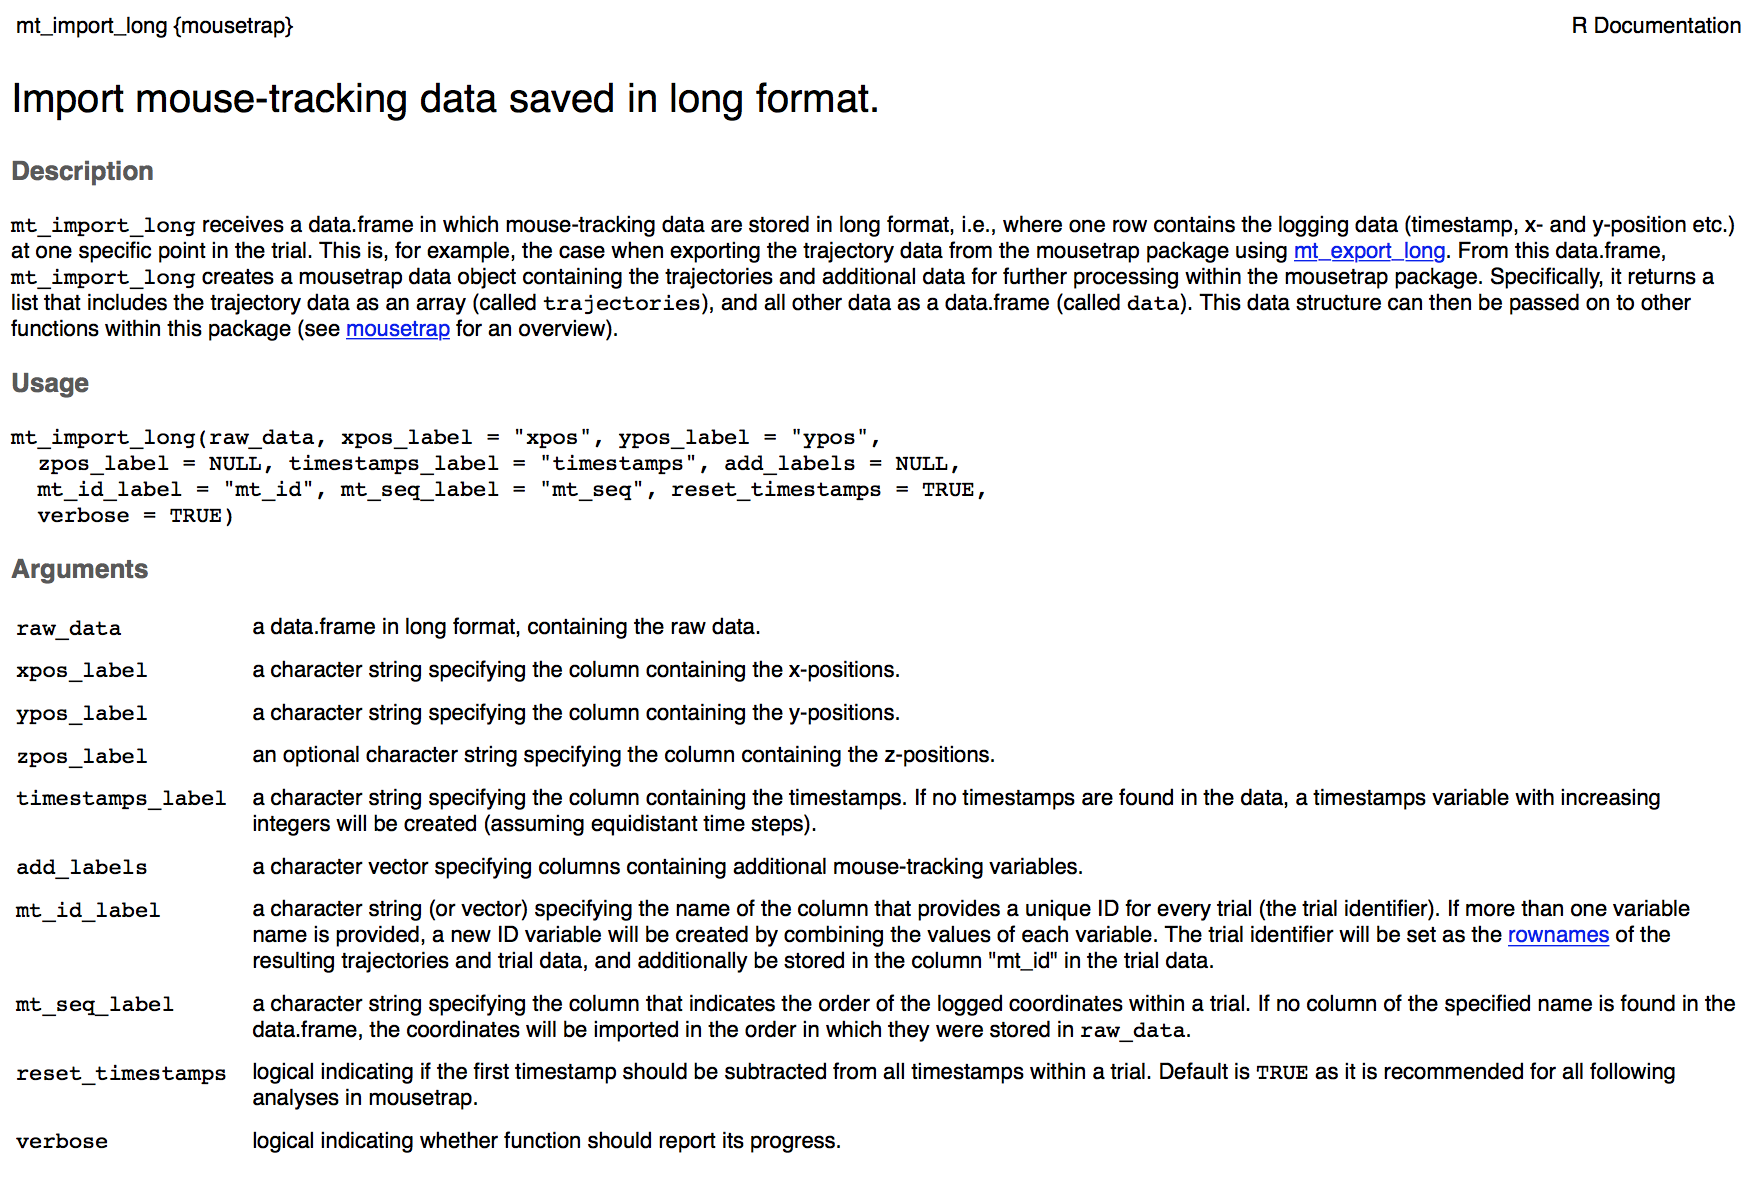 mt_import_long {mousetrap}
R Documentation
Import mouse-tracking data saved in long format.
Description
mt_import_long receives a data.frame in which mouse-tracking data are stored in long format, i.e., where one row contains the logging data (timestamp, x- and y-position etc.)
at one specific point in the trial. This is, for example, the case when exporting the trajectory data from the mousetrap package using mt_export_long. From this data.frame,
mt_import_long creates a mousetrap data object containing the trajectories and additional data for further processing within the mousetrap package. Specifically, it returns a
list that includes the trajectory data as an array (called trajectories), and all other data as a data.frame (called data). This data structure can then be passed on to other
functions within this package (see mousetrap for an overview).
Usage
mt_import_long(raw_data, xpos_label = "xpos", ypos_label = "ypos",
  zpos_label = NULL, timestamps_label = "timestamps", add_labels = NULL,
  mt_id_label = "mt_id", mt_seq_label = "mt_seq", reset_timestamps = TRUE,
  verbose = TRUE)
Arguments
raw_data a data.frame in long format, containing the raw data.
xpos_label a character string specifying the column containing the x-positions.
ypos_label a character string specifying the column containing the y-positions.
zpos_label an optional character string specifying the column containing the z-positions.
timestamps_label a character string specifying the column containing the timestamps. If no timestamps are found in the data, a timestamps variable with increasing
integers will be created (assuming equidistant time steps).
add_labels a character vector specifying columns containing additional mouse-tracking variables.
mt_id_label a character string (or vector) specifying the name of the column that provides a unique ID for every trial (the trial identifier). If more than one variable
name is provided, a new ID variable will be created by combining the values of each variable. The trial identifier will be set as the rownames of the
resulting trajectories and trial data, and additionally be stored in the column "mt_id" in the trial data.
mt_seq_label a character string specifying the column that indicates the order of the logged coordinates within a trial. If no column of the specified name is found in the
data.frame, the coordinates will be imported in the order in which they were stored in raw_data.
reset_timestamps logical indicating if the first timestamp should be subtracted from all timestamps within a trial. Default is TRUE as it is recommended for all following
analyses in mousetrap.
verbose logical indicating whether function should report its progress.